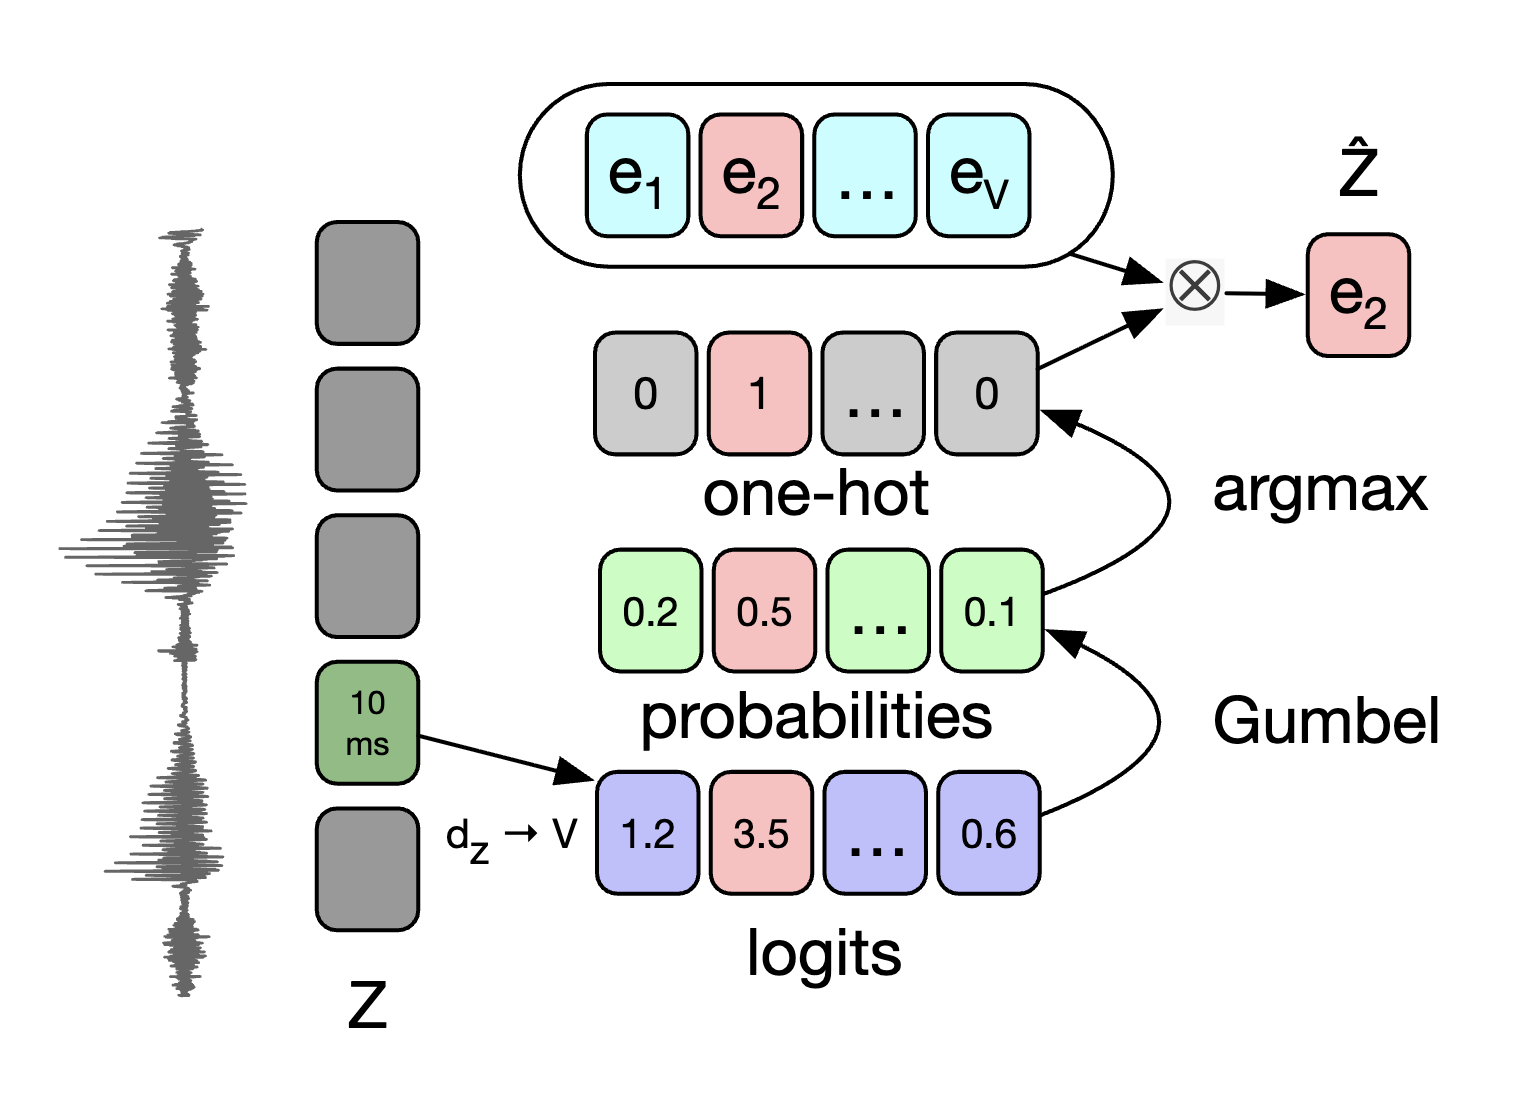 e₁ e₂ ... eᵥ
ẑ
e₂
0 1 ... 0
one-hot
argmax
0.2 0.5 ... 0.1
probabilities
Gumbel
10
ms
d_z → V
1.2 3.5 ... 0.6
logits
Z